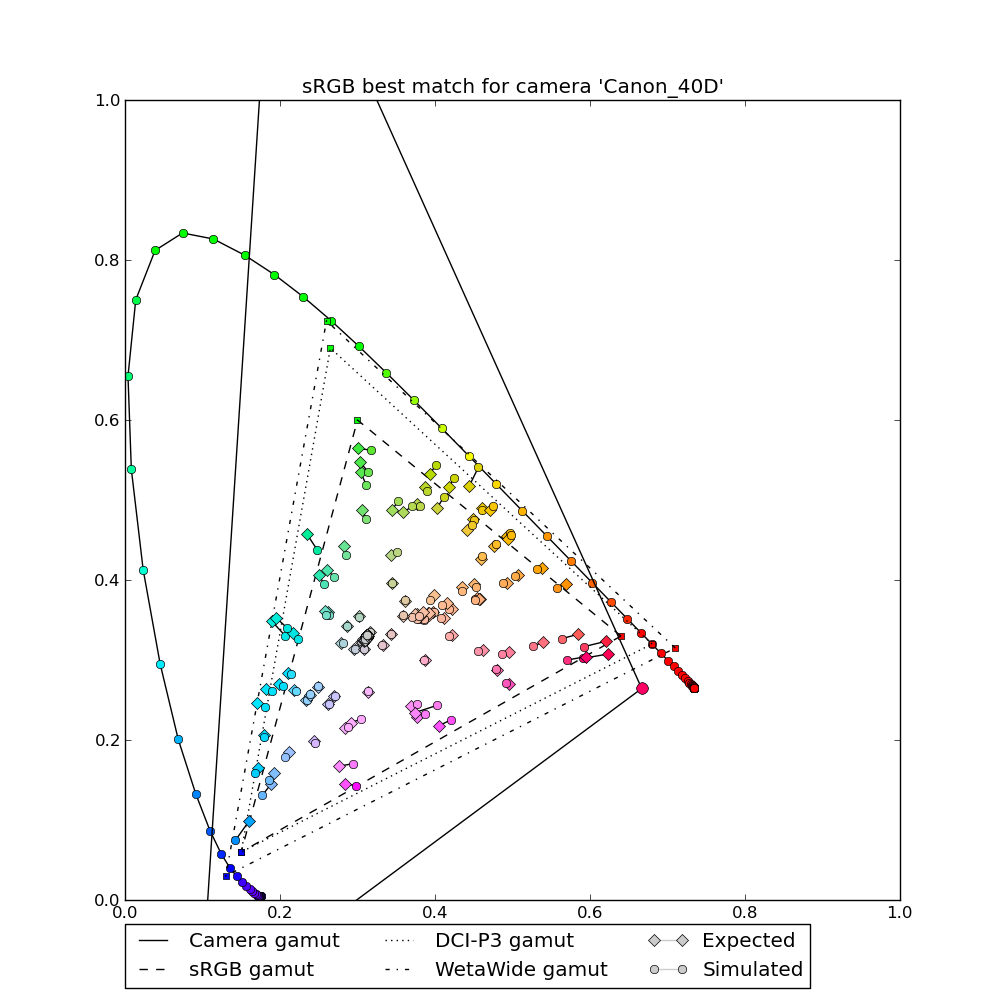 sRGB best match for camera 'Canon_40D'
1.0
0.8
0.6
0.4
0.2
0.0
0.0 0.2 0.4 0.6 0.8 1.0
Camera gamut DCI-P3 gamut Expected
sRGB gamut WetaWide gamut Simulated